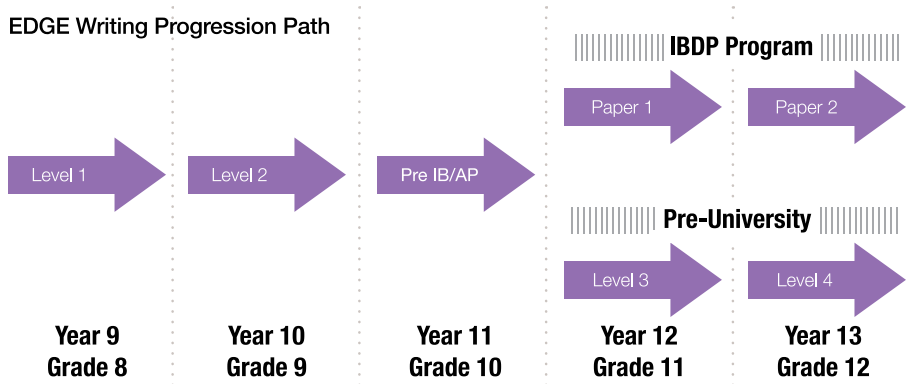 EDGE Writing Progression Path
IBDP Program
Paper 1
Paper 2
Level 1
Level 2
Pre IB/AP
Pre-University
Level 3
Level 4
Year 9
Grade 8
Year 10
Grade 9
Year 11
Grade 10
Year 12
Grade 11
Year 13
Grade 12